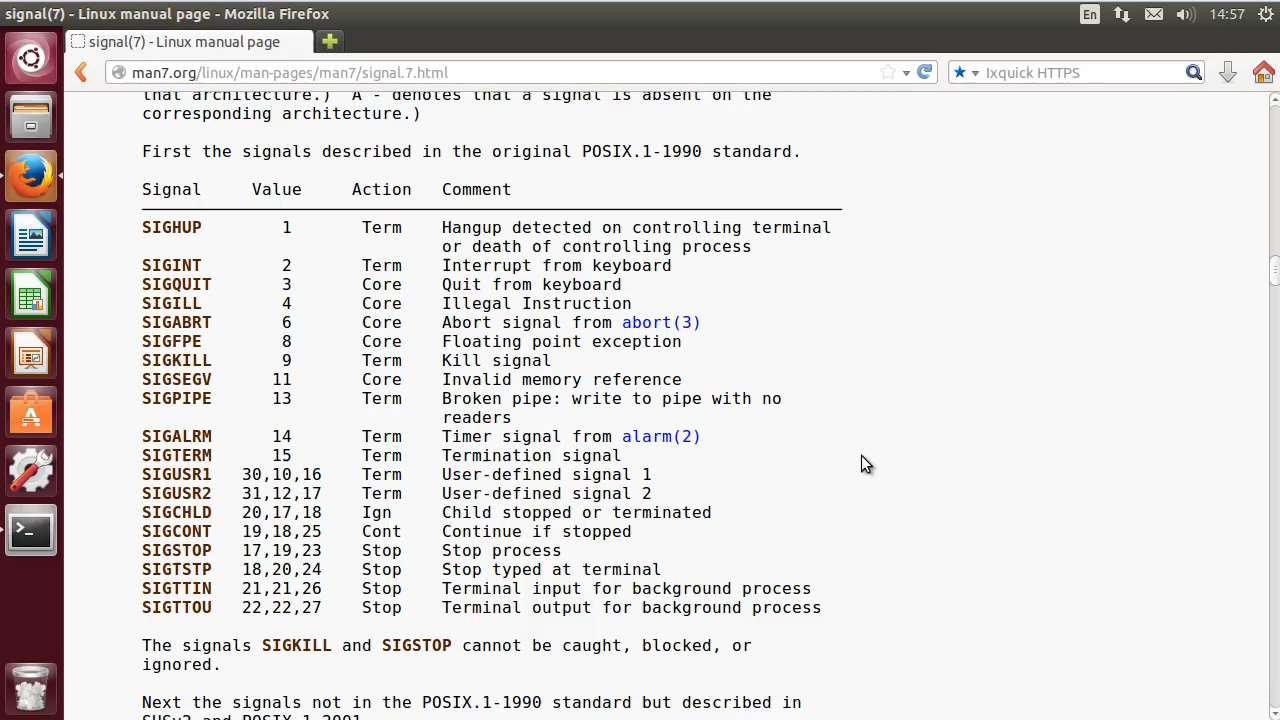 signal(7) - Linux manual page - Mozilla Firefox
En
14:57
signal(7) - Linux manual page
man7.org/linux/man-pages/man7/signal.7.html
Ixquick HTTPS
that architecture.)  A - denotes that a signal is absent on the
corresponding architecture.)
First the signals described in the original POSIX.1-1990 standard.
Signal     Value     Action   Comment
SIGHUP        1       Term    Hangup detected on controlling terminal
or death of controlling process
SIGINT        2       Term    Interrupt from keyboard
SIGQUIT       3       Core    Quit from keyboard
SIGILL        4       Core    Illegal Instruction
SIGABRT       6       Core    Abort signal from abort(3)
SIGFPE        8       Core    Floating point exception
SIGKILL       9       Term    Kill signal
SIGSEGV      11       Core    Invalid memory reference
SIGPIPE      13       Term    Broken pipe: write to pipe with no
readers
SIGALRM      14       Term    Timer signal from alarm(2)
SIGTERM      15       Term    Termination signal
SIGUSR1   30,10,16    Term    User-defined signal 1
SIGUSR2   31,12,17    Term    User-defined signal 2
SIGCHLD   20,17,18    Ign     Child stopped or terminated
SIGCONT   19,18,25    Cont    Continue if stopped
SIGSTOP   17,19,23    Stop    Stop process
SIGTSTP   18,20,24    Stop    Stop typed at terminal
SIGTTIN   21,21,26    Stop    Terminal input for background process
SIGTTOU   22,22,27    Stop    Terminal output for background process
The signals SIGKILL and SIGSTOP cannot be caught, blocked, or
ignored.
Next the signals not in the POSIX.1-1990 standard but described in
SUSv2 and POSIX.1-2001.